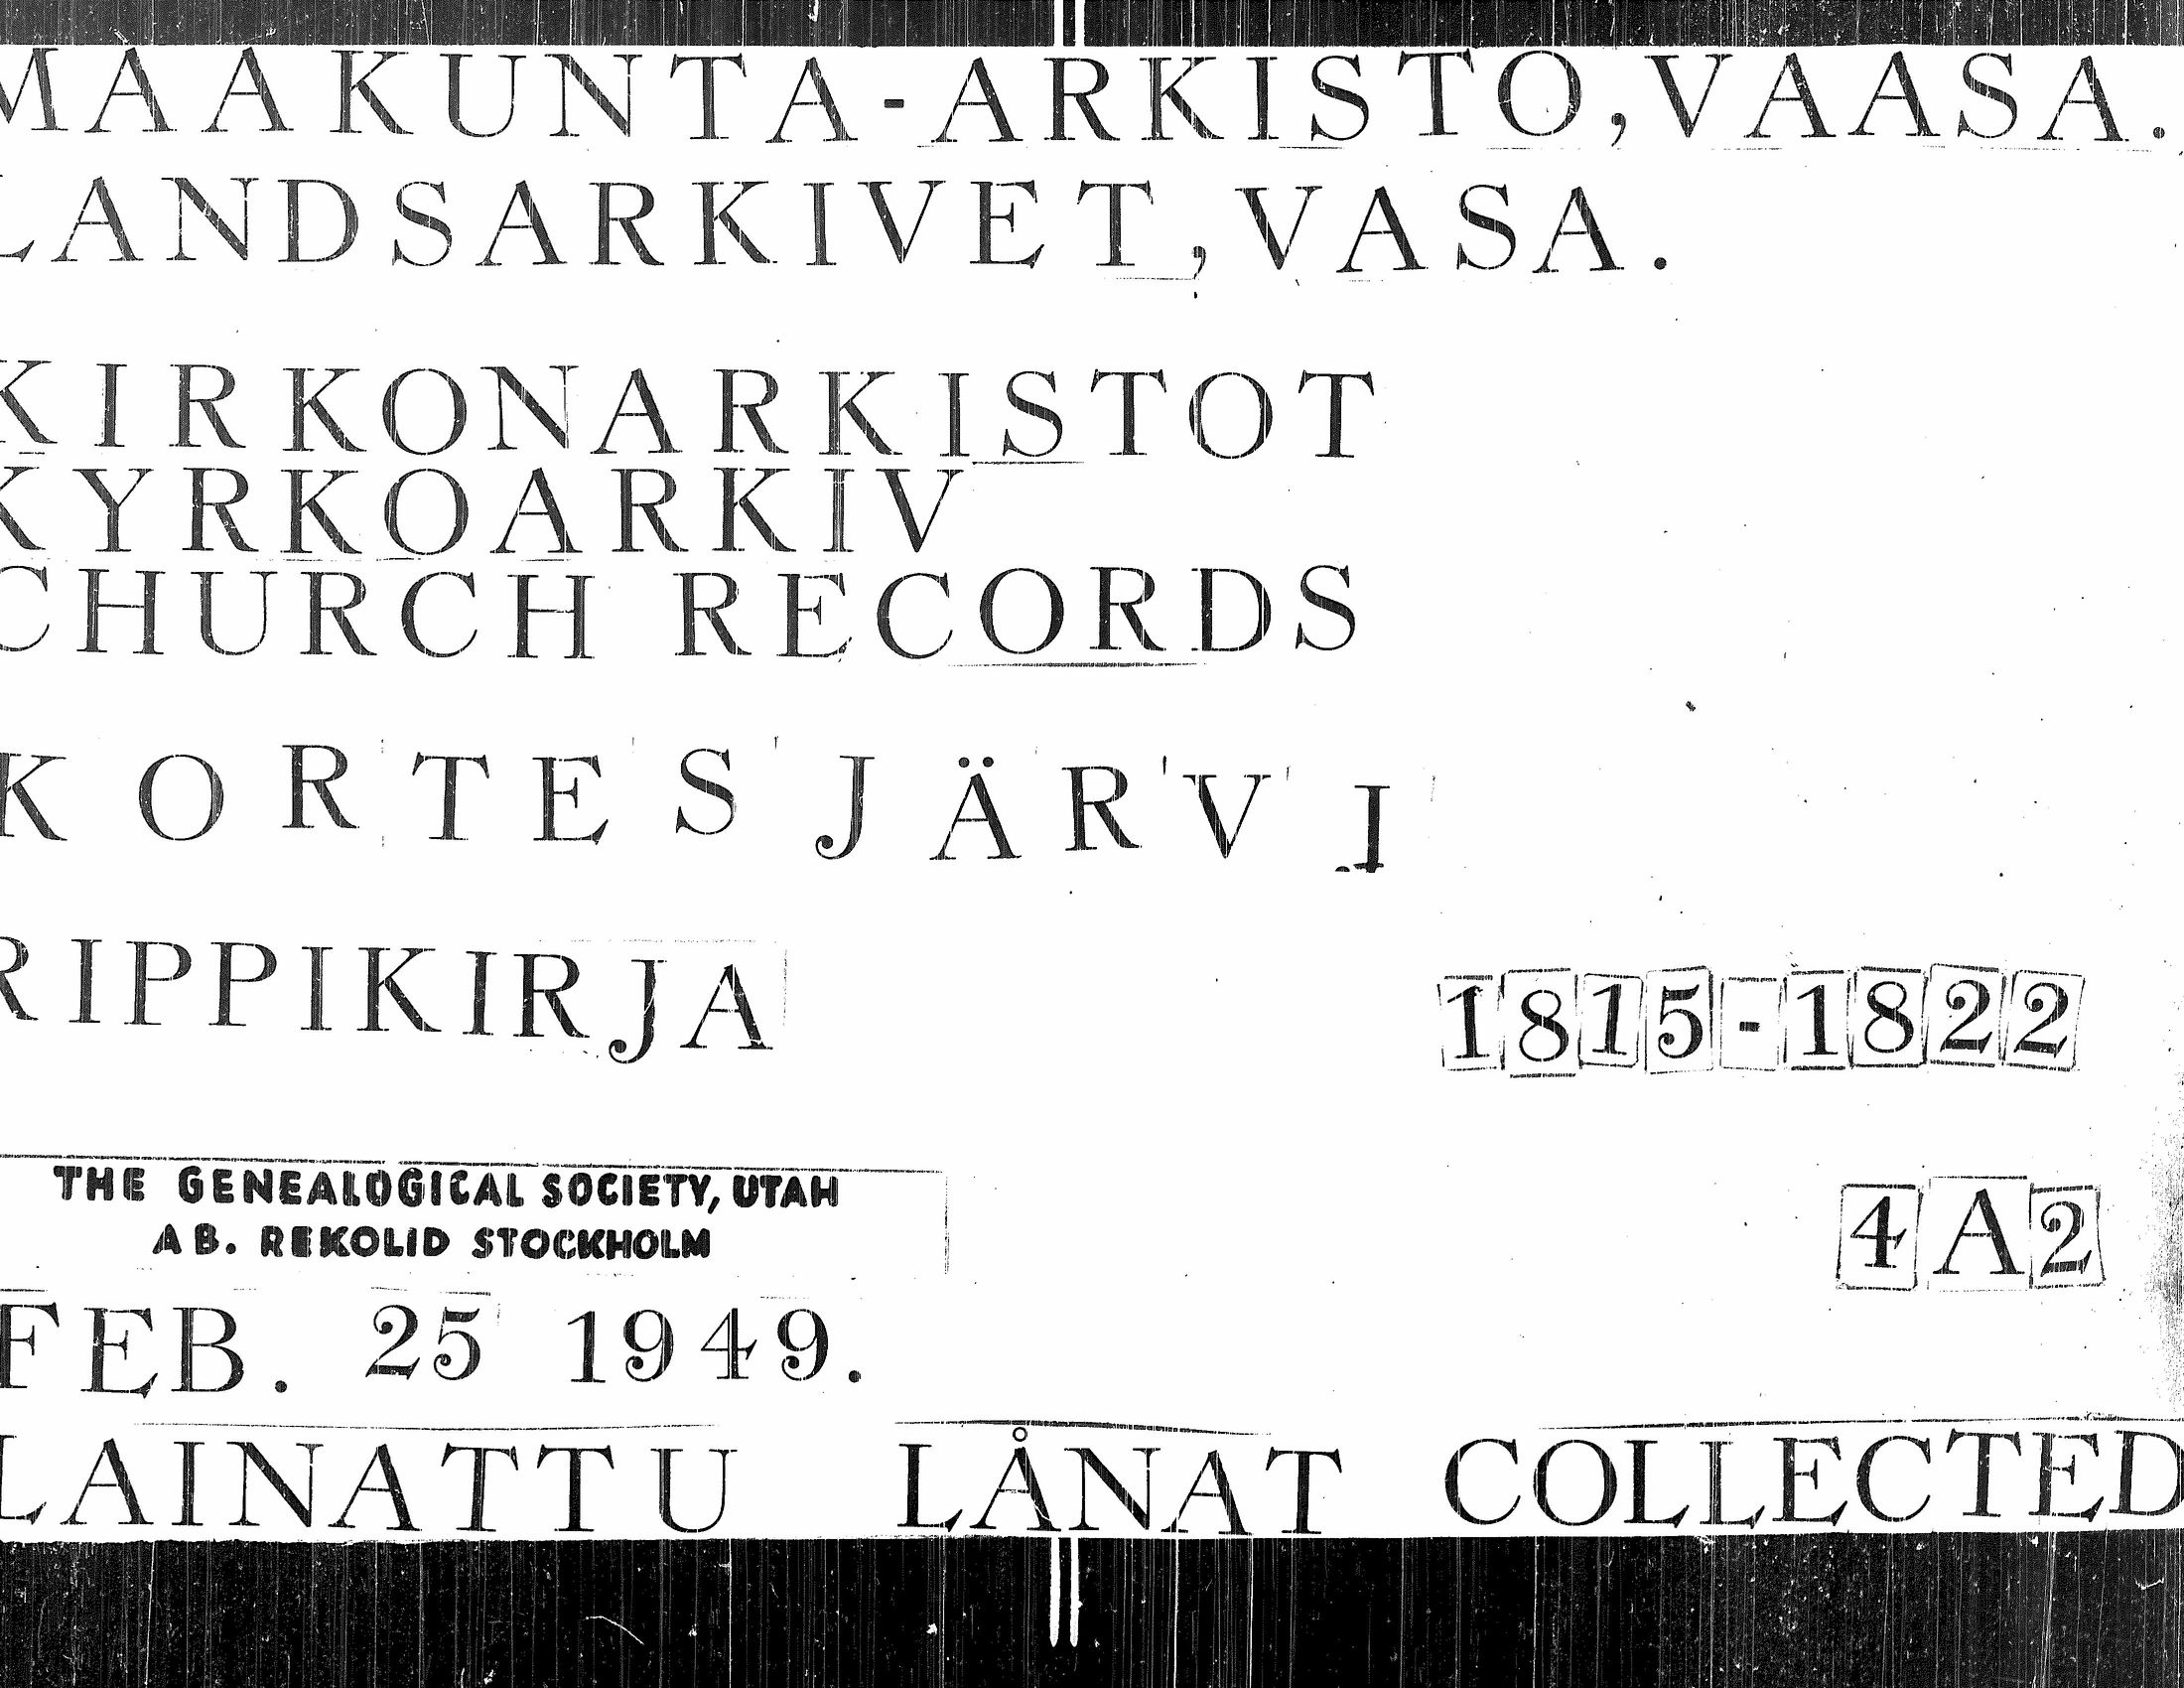 MAAKUNTA-ARKISTO, VAASA.
LANDSARKIVET, VASA.
KIRKONARKISTOT
KYRKOARKIV
CHURCH RECORDS
KORTESJÄRVI
RIPPIKIRJA 1815-1822
THE GENEALOGICAL SOCIETY, UTAH
AB. REKOLID STOCKHOLM
4A2
FEB. 25 1949.
LAINATTU LÅNAT COLLECTED